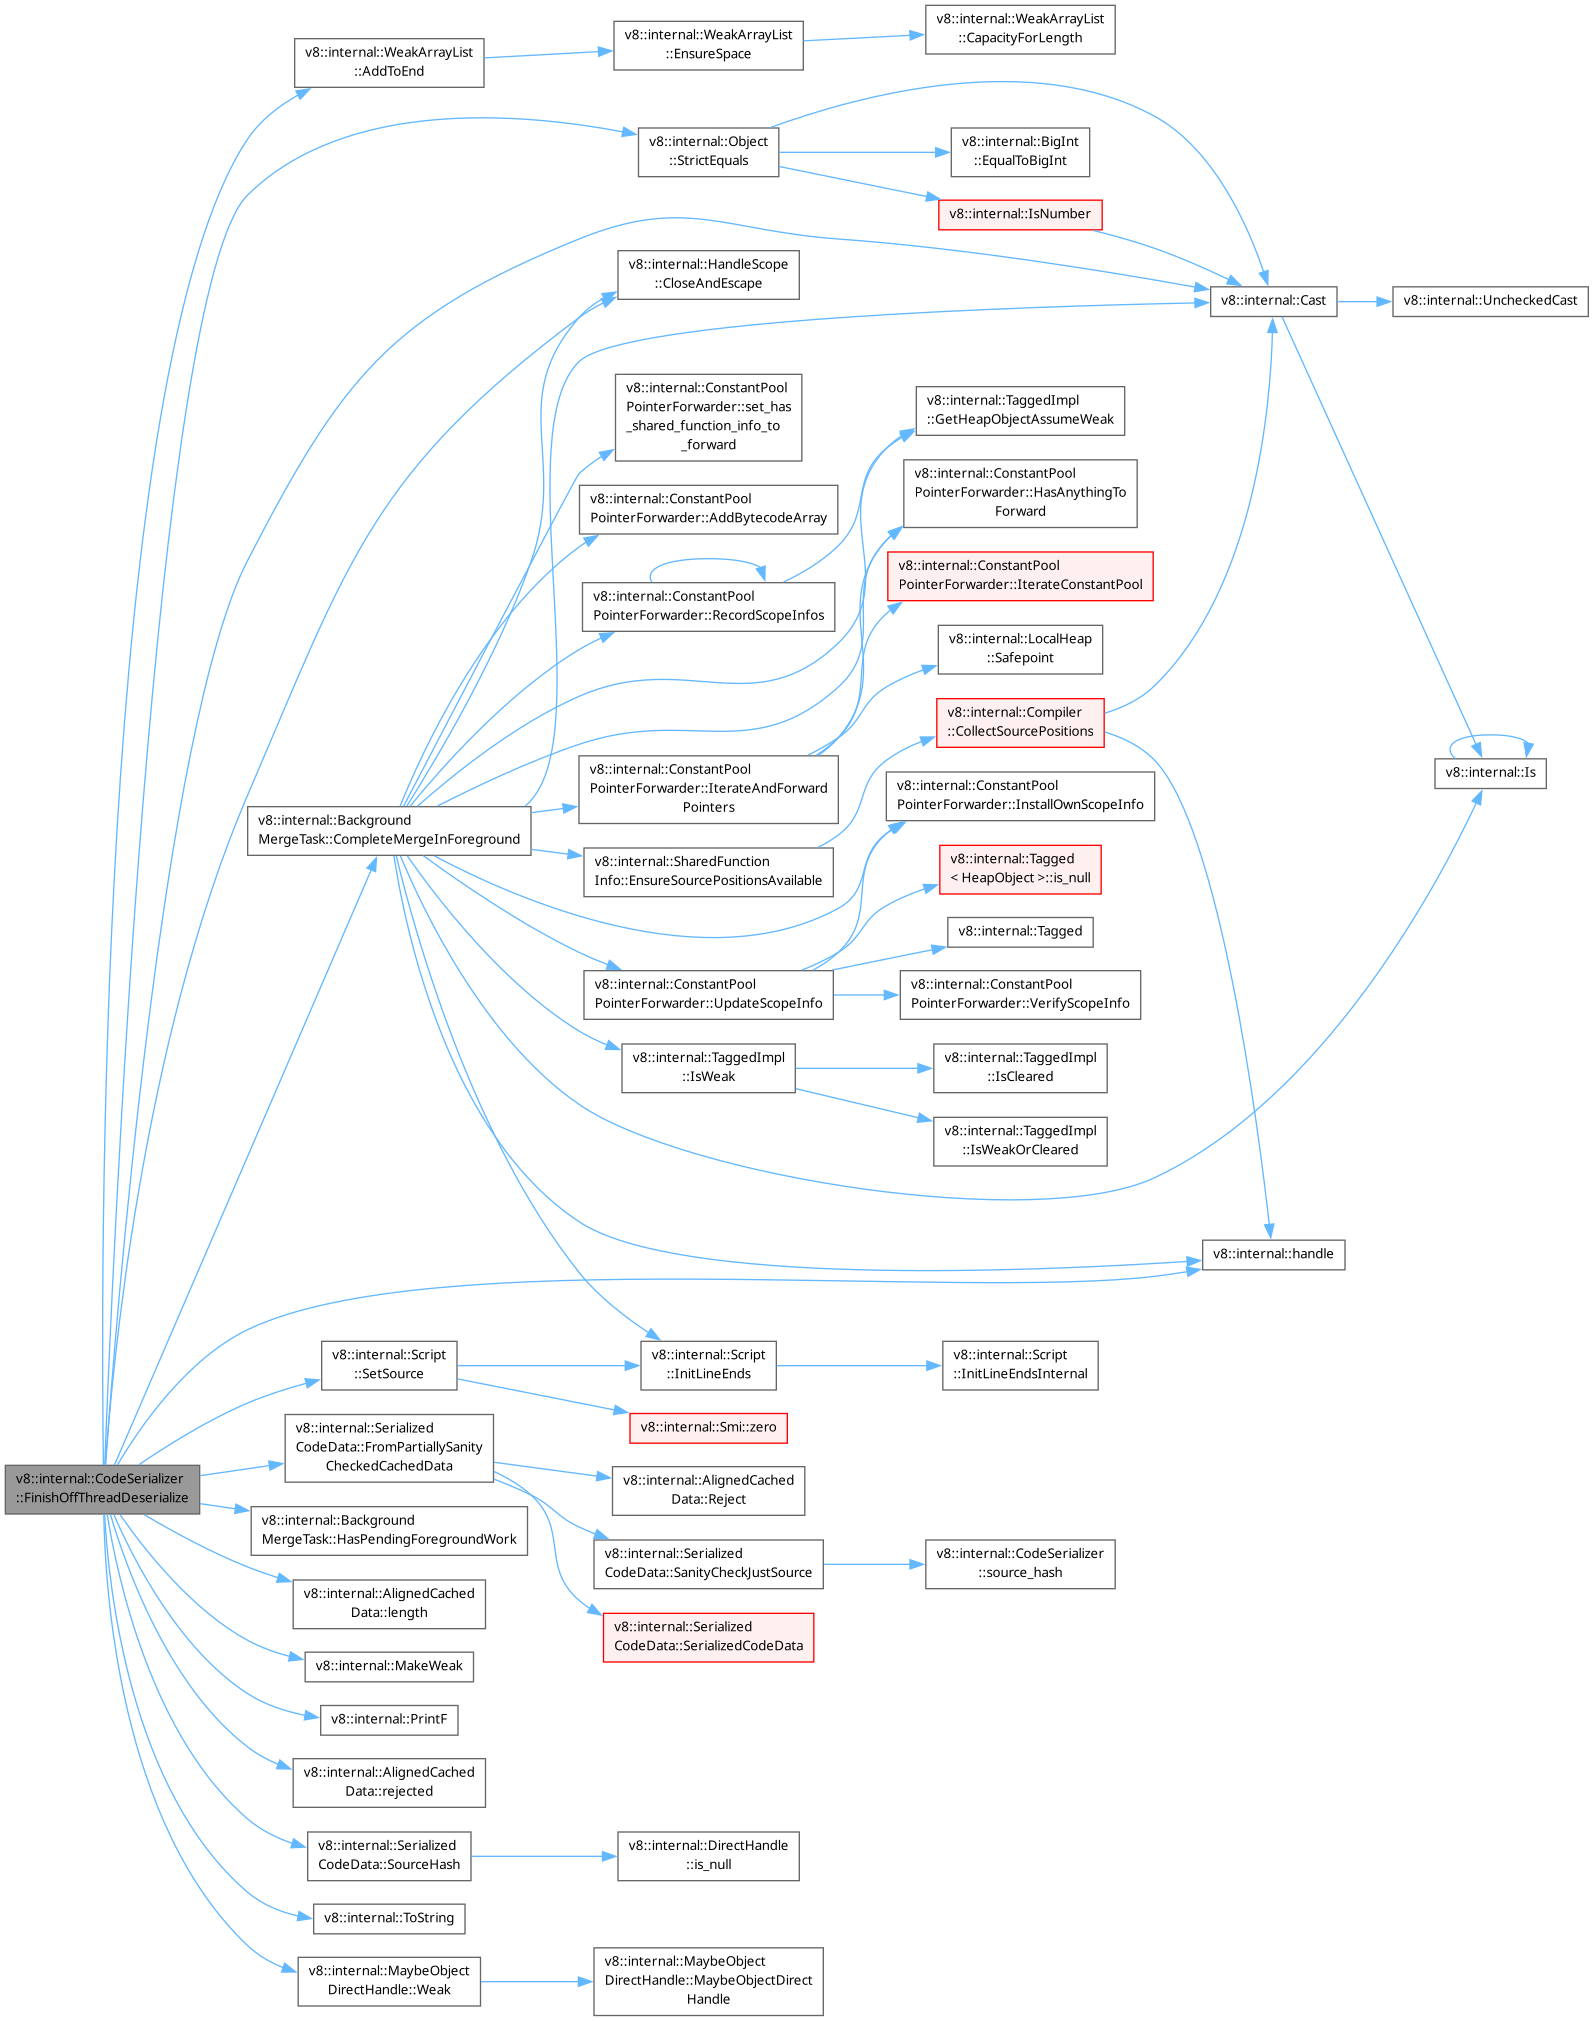 v8::internal::CodeSerializer
::FinishOffThreadDeserialize
v8::internal::WeakArrayList
::AddToEnd
v8::internal::WeakArrayList
::EnsureSpace
v8::internal::WeakArrayList
::CapacityForLength
v8::internal::Object
::StrictEquals
v8::internal::BigInt
::EqualToBigInt
v8::internal::IsNumber
v8::internal::HandleScope
::CloseAndEscape
v8::internal::Cast
v8::internal::UncheckedCast
v8::internal::ConstantPool
PointerForwarder::set_has
_shared_function_info_to
_forward
v8::internal::TaggedImpl
::GetHeapObjectAssumeWeak
v8::internal::ConstantPool
PointerForwarder::HasAnythingTo
Forward
v8::internal::ConstantPool
PointerForwarder::AddBytecodeArray
v8::internal::ConstantPool
PointerForwarder::IterateConstantPool
v8::internal::ConstantPool
PointerForwarder::RecordScopeInfos
v8::internal::LocalHeap
::Safepoint
v8::internal::Compiler
::CollectSourcePositions
v8::internal::Is
v8::internal::ConstantPool
PointerForwarder::IterateAndForward
Pointers
v8::internal::ConstantPool
PointerForwarder::InstallOwnScopeInfo
v8::internal::Background
MergeTask::CompleteMergeInForeground
v8::internal::SharedFunction
Info::EnsureSourcePositionsAvailable
v8::internal::Tagged
< HeapObject >::is_null
v8::internal::Tagged
v8::internal::ConstantPool
PointerForwarder::UpdateScopeInfo
v8::internal::ConstantPool
PointerForwarder::VerifyScopeInfo
v8::internal::TaggedImpl
::IsWeak
v8::internal::TaggedImpl
::IsCleared
v8::internal::TaggedImpl
::IsWeakOrCleared
v8::internal::handle
v8::internal::Script
::SetSource
v8::internal::Script
::InitLineEnds
v8::internal::Script
::InitLineEndsInternal
v8::internal::Smi::zero
v8::internal::Serialized
CodeData::FromPartiallySanity
CheckedCachedData
v8::internal::AlignedCached
Data::Reject
v8::internal::Background
MergeTask::HasPendingForegroundWork
v8::internal::Serialized
CodeData::SanityCheckJustSource
v8::internal::CodeSerializer
::source_hash
v8::internal::AlignedCached
Data::length
v8::internal::Serialized
CodeData::SerializedCodeData
v8::internal::MakeWeak
v8::internal::PrintF
v8::internal::AlignedCached
Data::rejected
v8::internal::Serialized
CodeData::SourceHash
v8::internal::DirectHandle
::is_null
v8::internal::ToString
v8::internal::MaybeObject
DirectHandle::Weak
v8::internal::MaybeObject
DirectHandle::MaybeObjectDirect
Handle